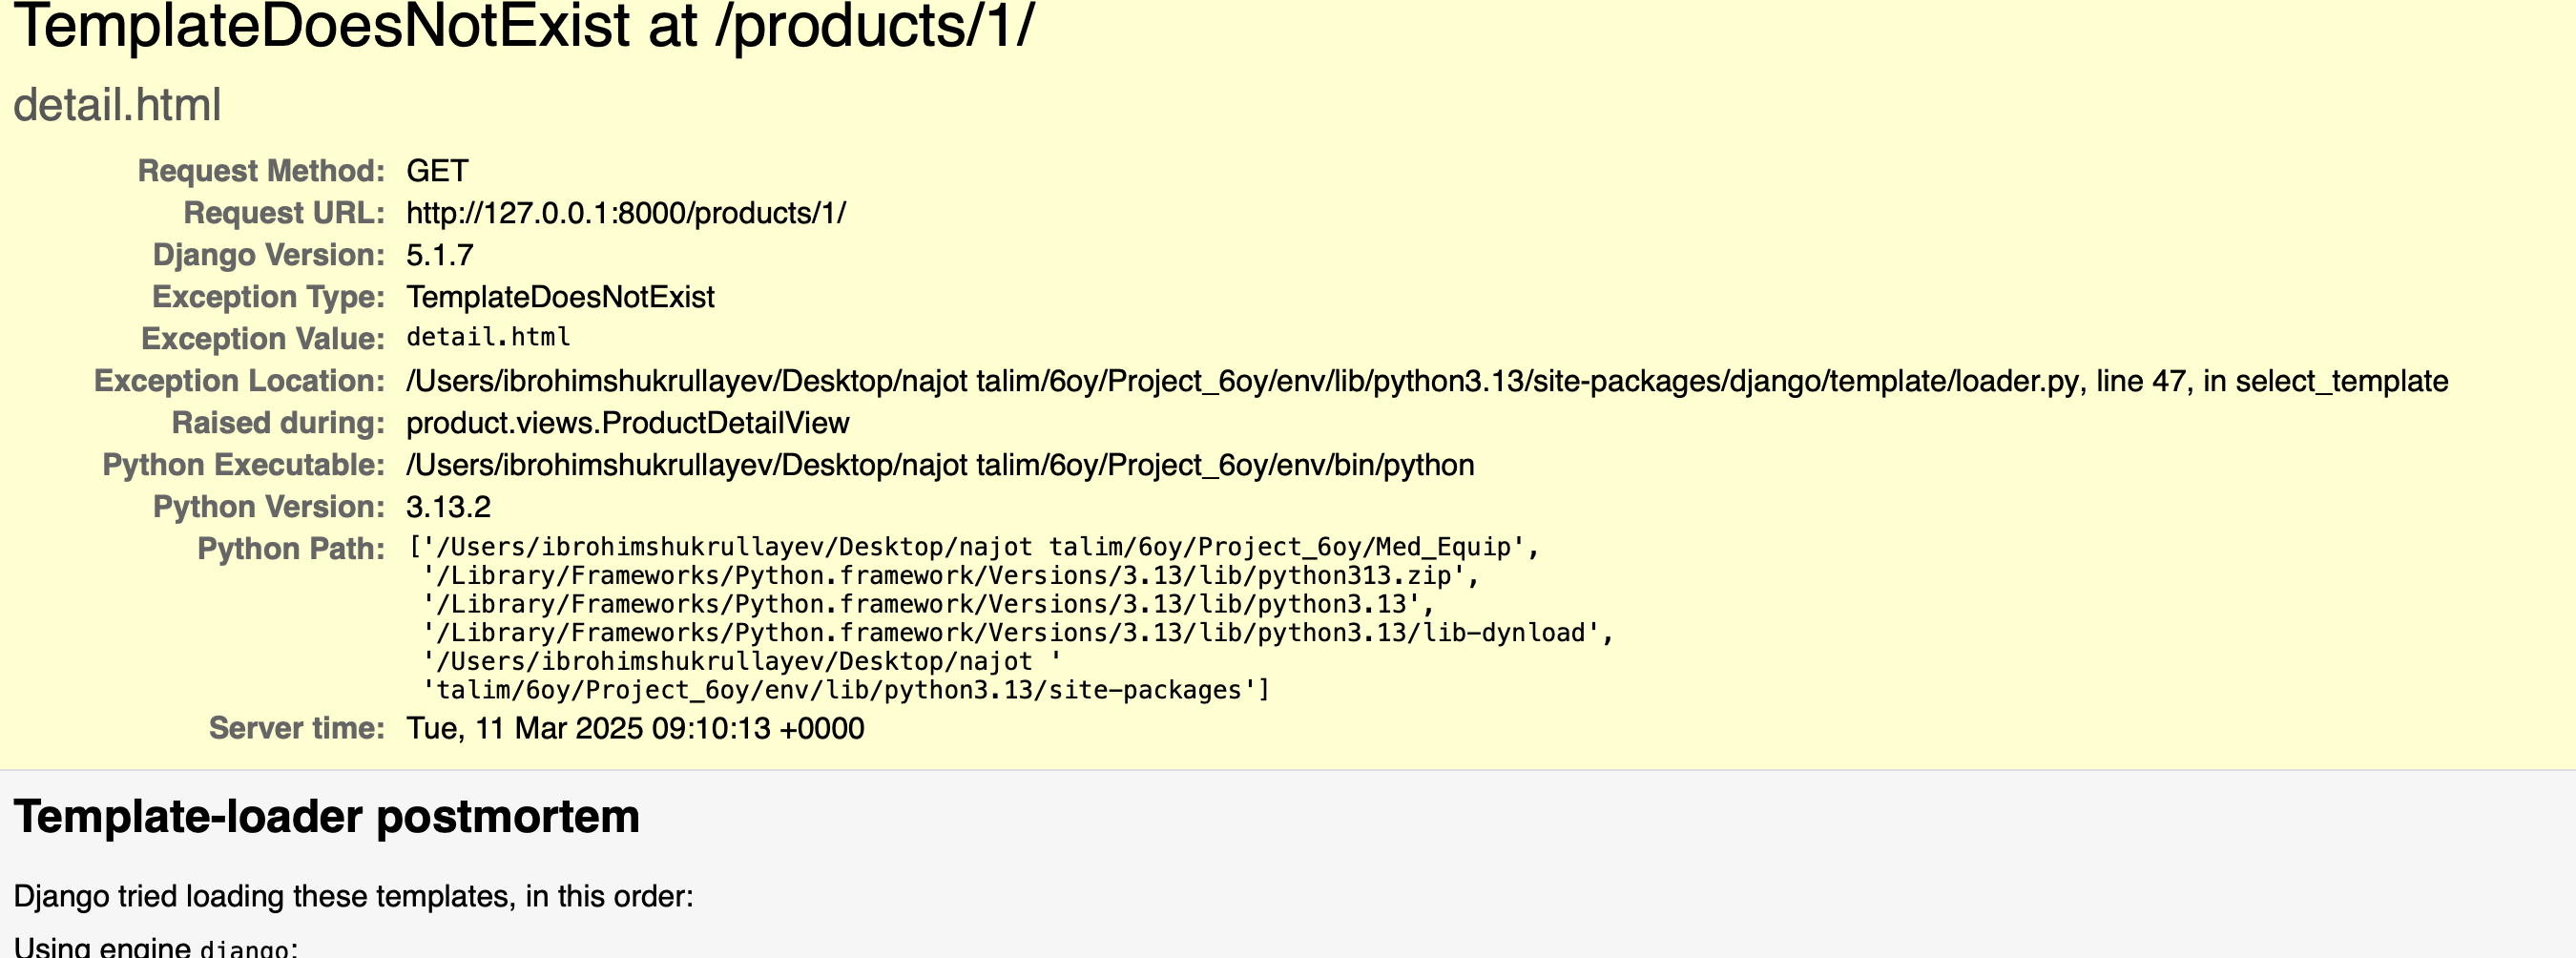 TemplateDoesNotExist at /products/1/
detail.html
Request Method: GET
Request URL: http://127.0.0.1:8000/products/1/
Django Version: 5.1.7
Exception Type: TemplateDoesNotExist
Exception Value: detail.html
Exception Location: /Users/ibrohimshukrullayev/Desktop/najot talim/6oy/Project_6oy/env/lib/python3.13/site-packages/django/template/loader.py, line 47, in select_template
Raised during: product.views.ProductDetailView
Python Executable: /Users/ibrohimshukrullayev/Desktop/najot talim/6oy/Project_6oy/env/bin/python
Python Version: 3.13.2
Python Path: ['/Users/ibrohimshukrullayev/Desktop/najot talim/6oy/Project_6oy/Med_Equip',
'/Library/Frameworks/Python.framework/Versions/3.13/lib/python313.zip',
'/Library/Frameworks/Python.framework/Versions/3.13/lib/python3.13',
'/Library/Frameworks/Python.framework/Versions/3.13/lib/python3.13/lib-dynload',
'/Users/ibrohimshukrullayev/Desktop/najot '
'talim/6oy/Project_6oy/env/lib/python3.13/site-packages']
Server time: Tue, 11 Mar 2025 09:10:13 +0000
Template-loader postmortem
Django tried loading these templates, in this order:
Using engine django: